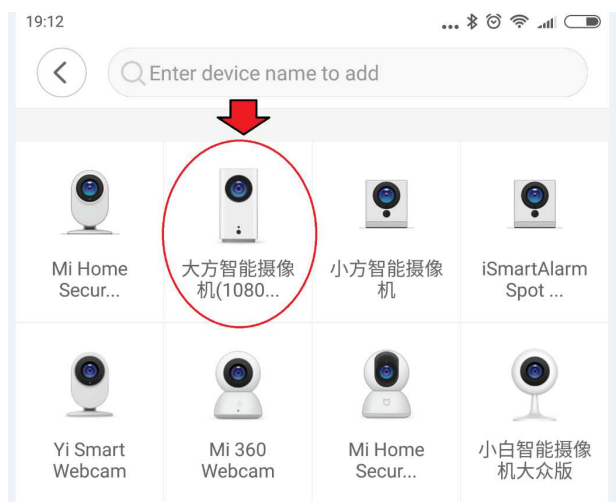 19:12
Enter device name to add
Mi Home
Secur...
大方智能摄像
机(1080...
小方智能摄像
机
iSmartAlarm
Spot ...
Yi Smart
Webcam
Mi 360
Webcam
Mi Home
Secur...
小白智能摄像
机大众版